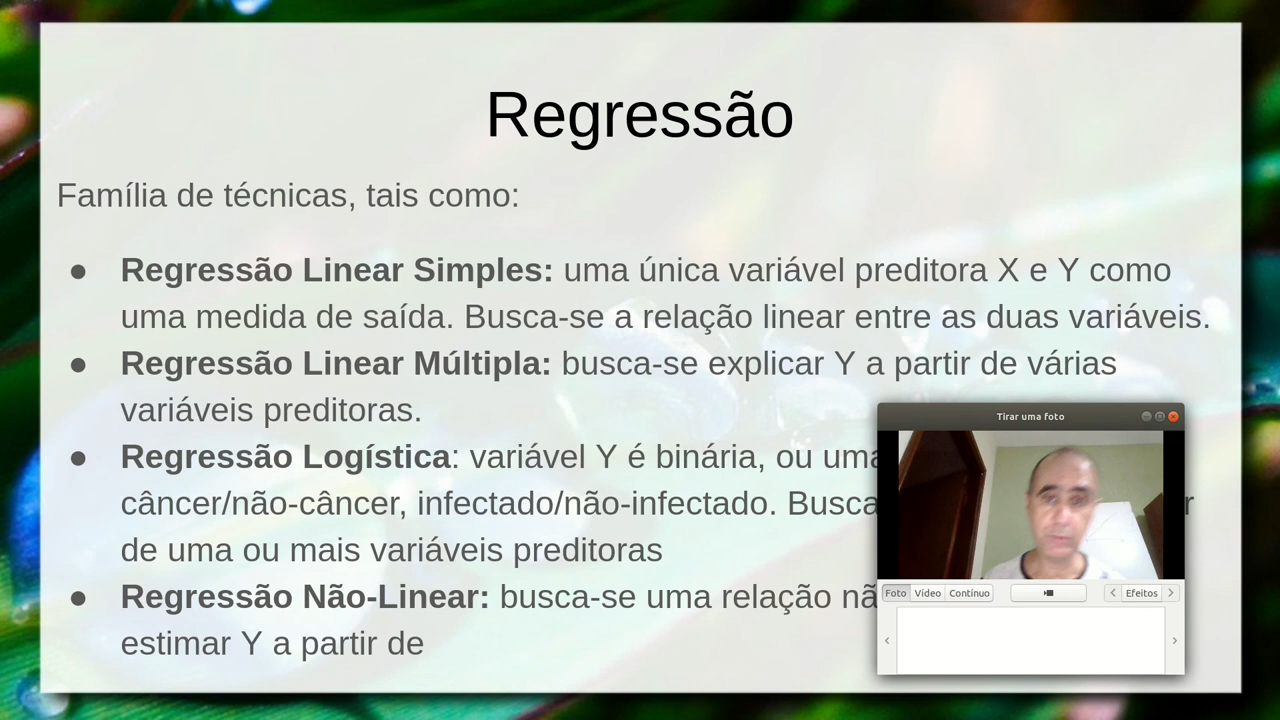 Regressão
Família de técnicas, tais como:
● Regressão Linear Simples: uma única variável preditora X e Y como
uma medida de saída. Busca-se a relação linear entre as duas variáveis.
● Regressão Linear Múltipla: busca-se explicar Y a partir de várias
variáveis preditoras.
● Regressão Logística: variável Y é binária, ou uma
câncer/não-câncer, infectado/não-infectado. Busca
de uma ou mais variáveis preditoras
● Regressão Não-Linear: busca-se uma relação
estimar Y a partir de
Tirar uma foto
Foto Vídeo Contínuo Efeitos